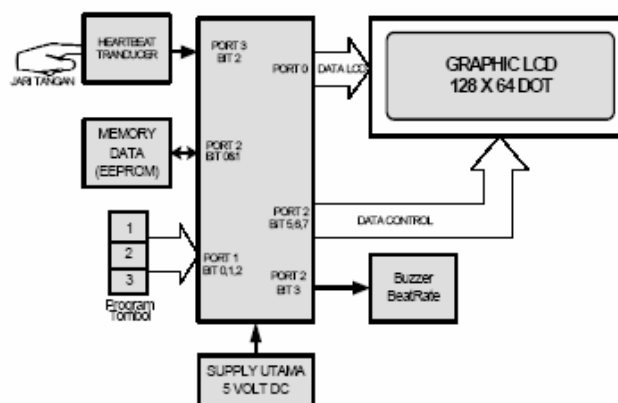 HEARTBEAT
TRANDUCER
JARI TANGAN
PORT 3
BIT 2
PORT 0
DATA LCD
GRAPHIC LCD
128 X 64 DOT
MEMORY
DATA
(EEPROM)
PORT 2
BIT 0&1
1
2
3
Program
Tombol
PORT 1
BIT 0,1,2
PORT 2
BIT 5,6,7
DATA CONTROL
PORT 2
BIT 3
Buzzer
BeatRate
SUPPLY UTAMA
5 VOLT DC